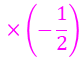 × (−1/2)